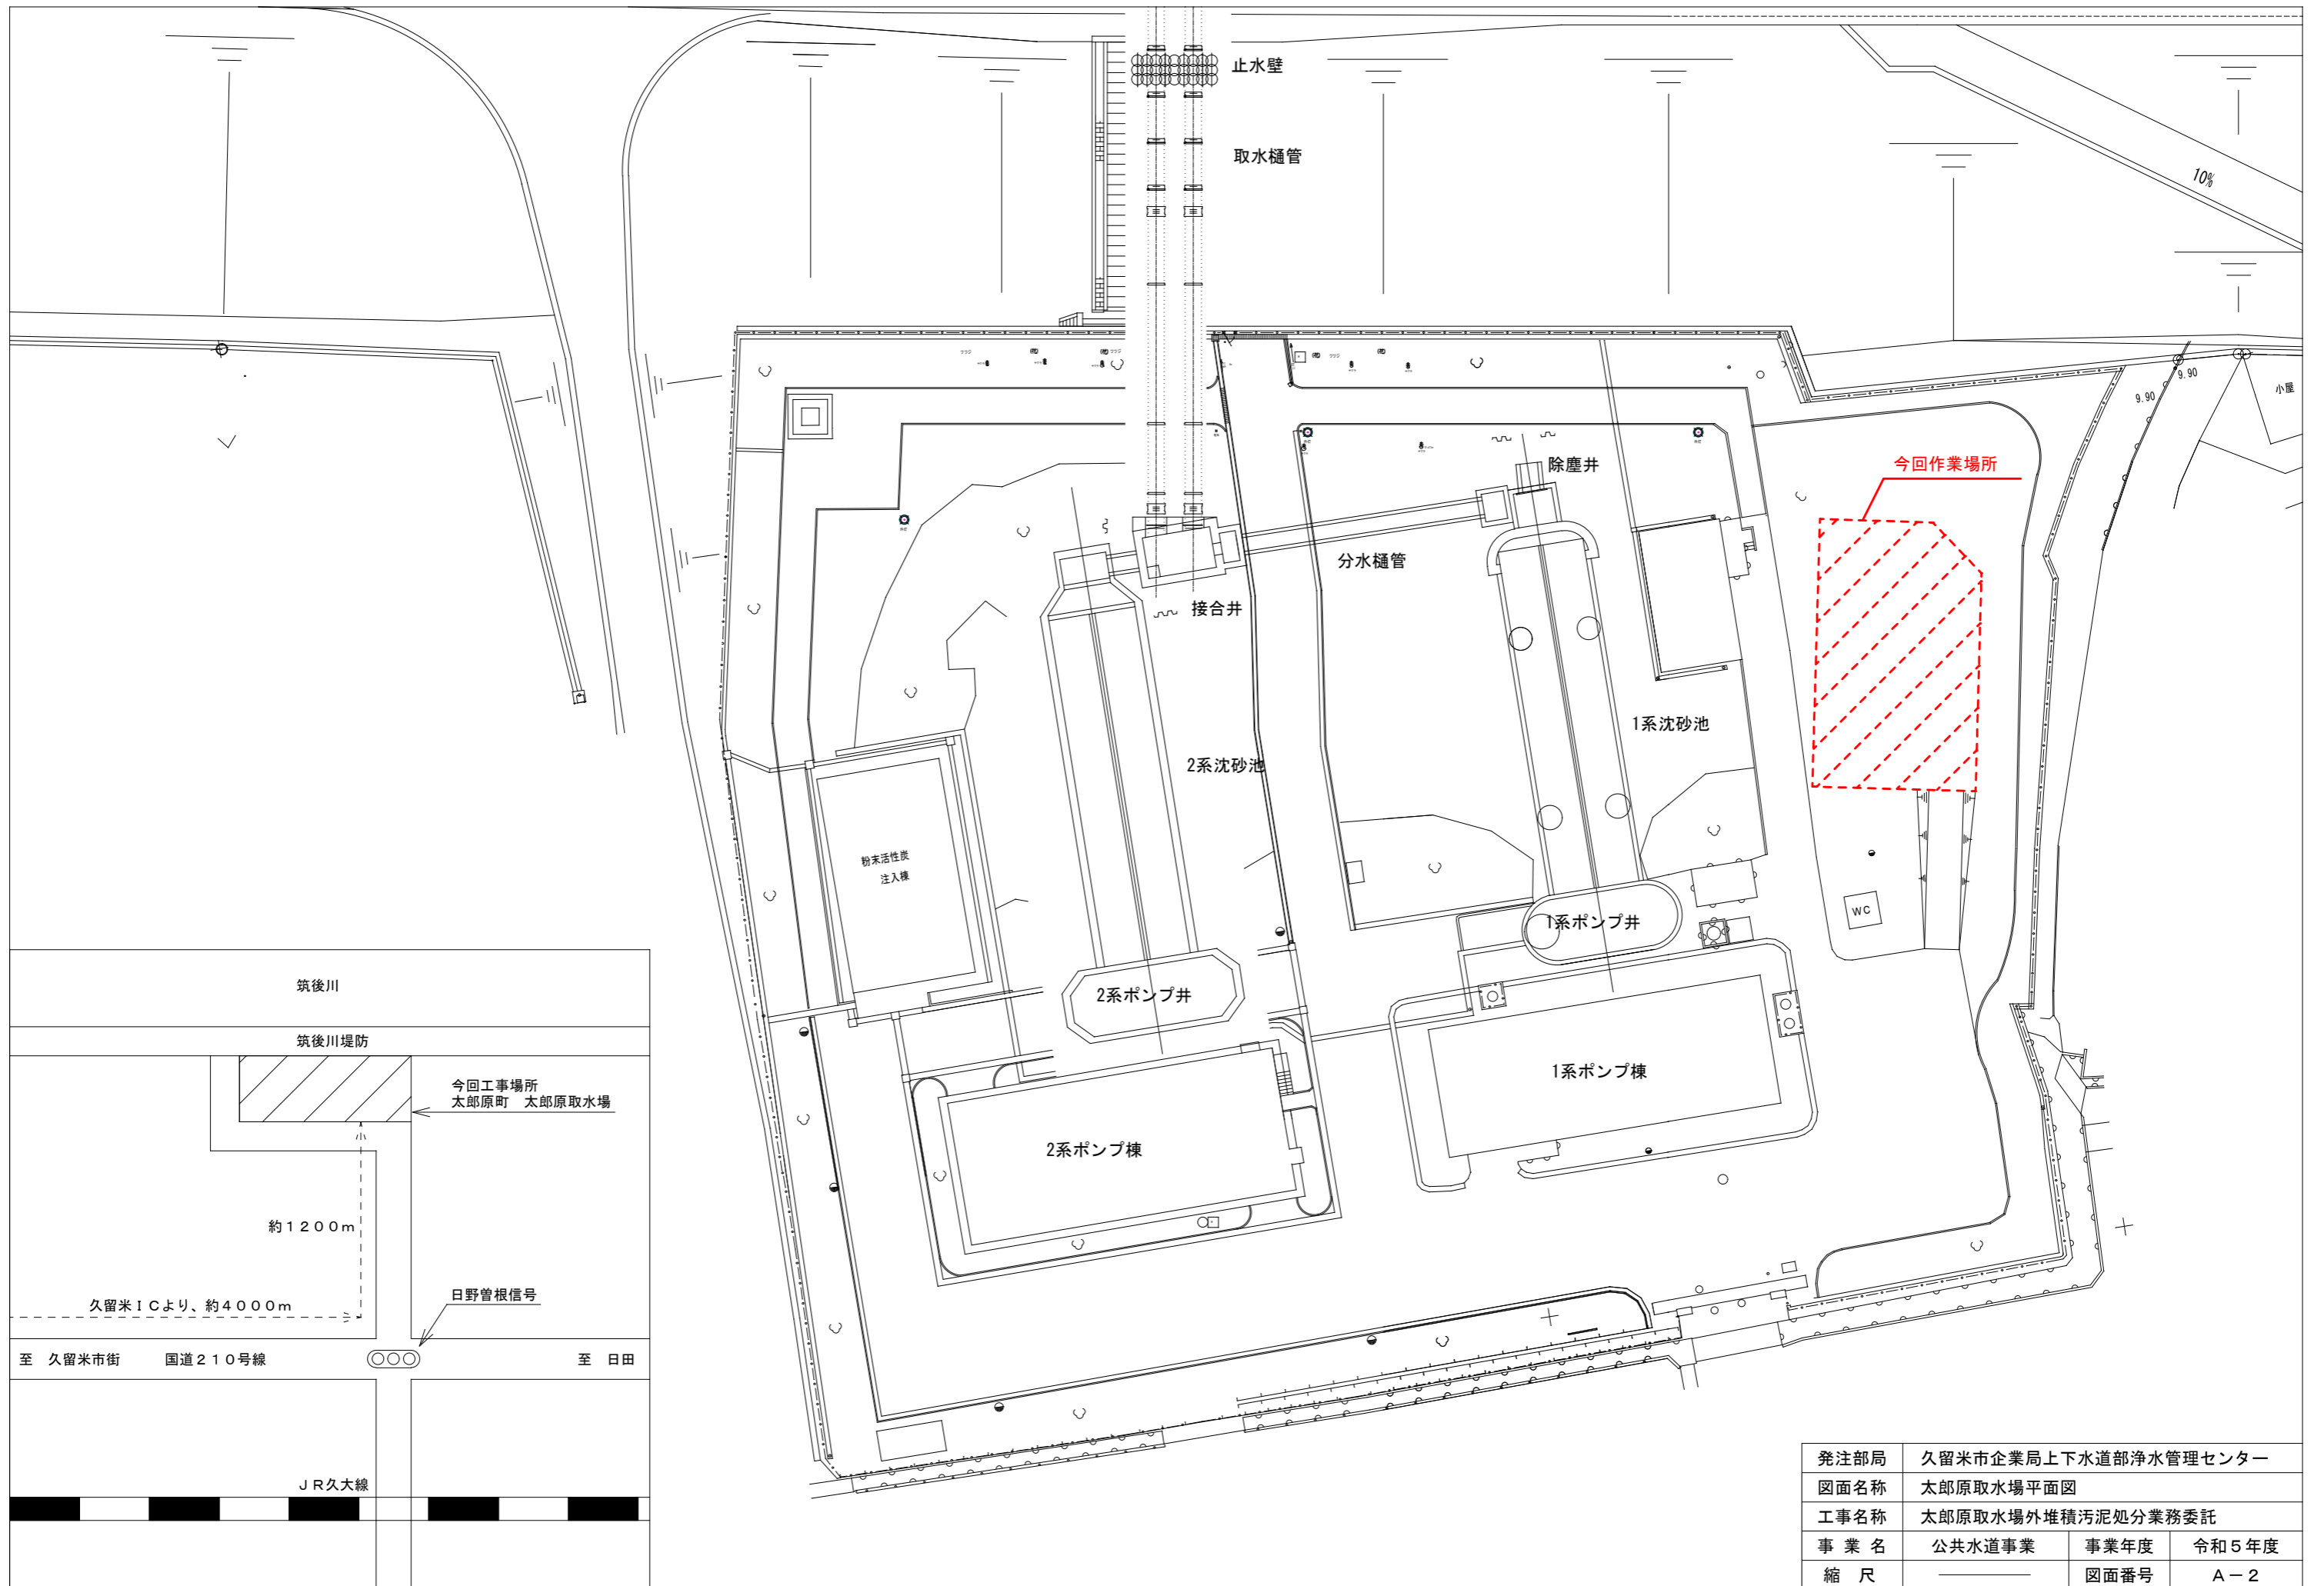 止水壁
取水樋管
10%
9.90
9.90
小屋
今回作業場所
除塵井
分水樋管
接合井
1系沈砂池
2系沈砂池
粉末活性炭
注入棟
WC
1系ポンプ井
2系ポンプ井
1系ポンプ棟
2系ポンプ棟
筑後川
筑後川堤防
今回工事場所
太郎原町 太郎原取水場
約1200m
日野曽根信号
久留米ICより、約4000m
至 久留米市街 国道210号線 至 日田
JR久大線
発注部局 久留米市企業局上下水道部浄水管理センター
図面名称 太郎原取水場平面図
工事名称 太郎原取水場外堆積汚泥処分業務委託
事業名 公共水道事業 事業年度 令和5年度
縮尺 ――― 図面番号 A-2